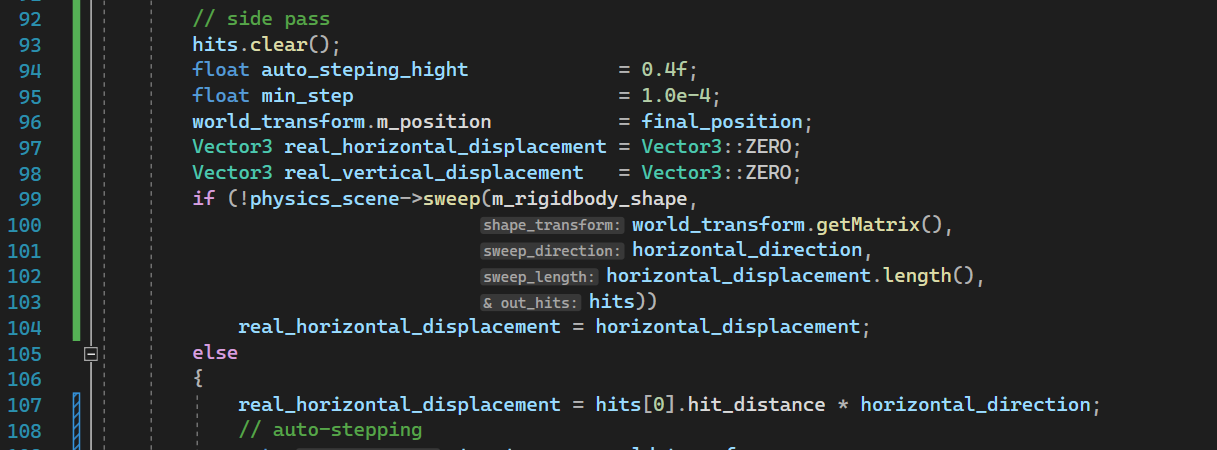 92 // side pass
93 hits.clear();
94 float auto_steping_hight = 0.4f;
95 float min_step = 1.0e-4;
96 world_transform.m_position = final_position;
97 Vector3 real_horizontal_displacement = Vector3::ZERO;
98 Vector3 real_vertical_displacement = Vector3::ZERO;
99 if (!physics_scene->sweep(m_rigidbody_shape,
100 shape_transform: world_transform.getMatrix(),
101 sweep_direction: horizontal_direction,
102 sweep_length: horizontal_displacement.length(),
103 & out_hits: hits))
104 real_horizontal_displacement = horizontal_displacement;
105 else
106 {
107 real_horizontal_displacement = hits[0].hit_distance * horizontal_direction;
108 // auto-stepping